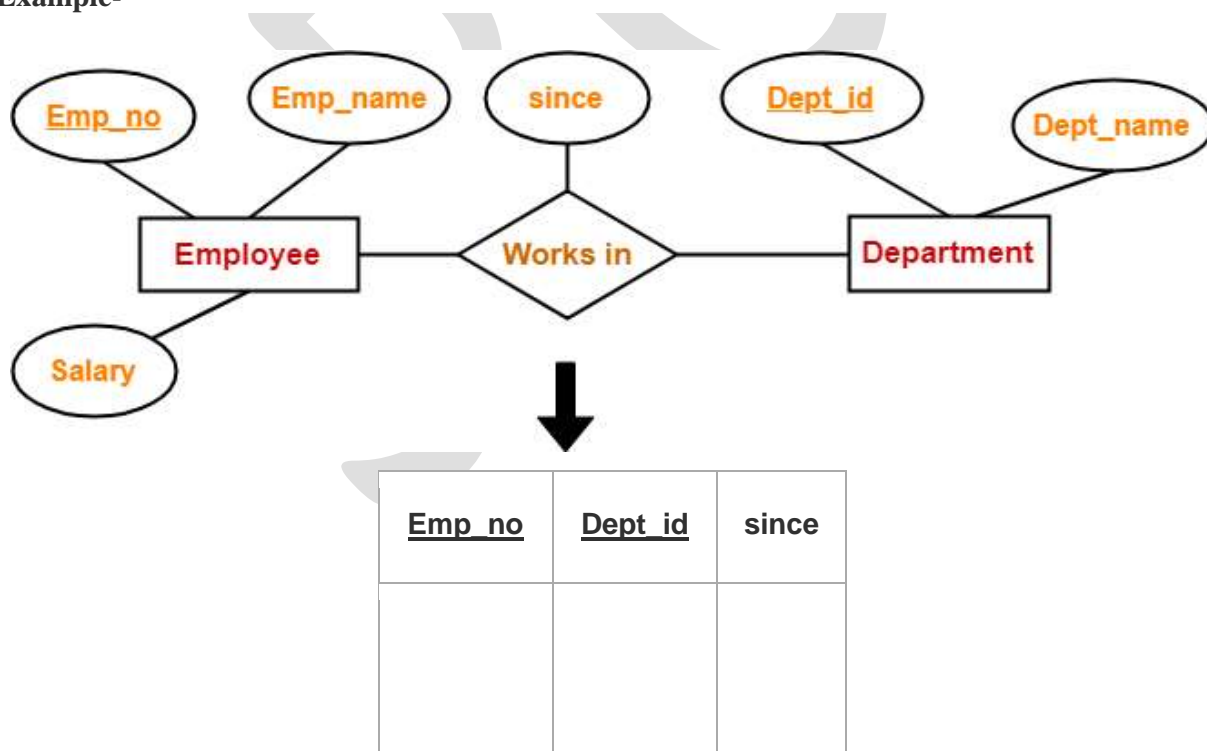 Example-
Emp_no
Emp_name
since
Dept_id
Dept_name
Employee
Works in
Department
Salary
Emp_no Dept_id since